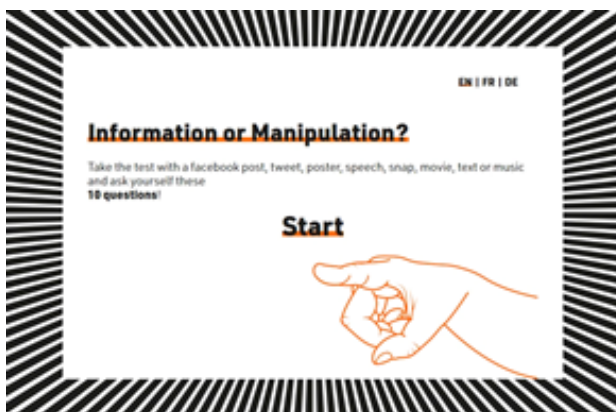 EN | FR | DE
Information or Manipulation?
Take the test with a facebook post, tweet, poster, speech, snap, movie, text or music
and ask yourself these
10 questions!
Start